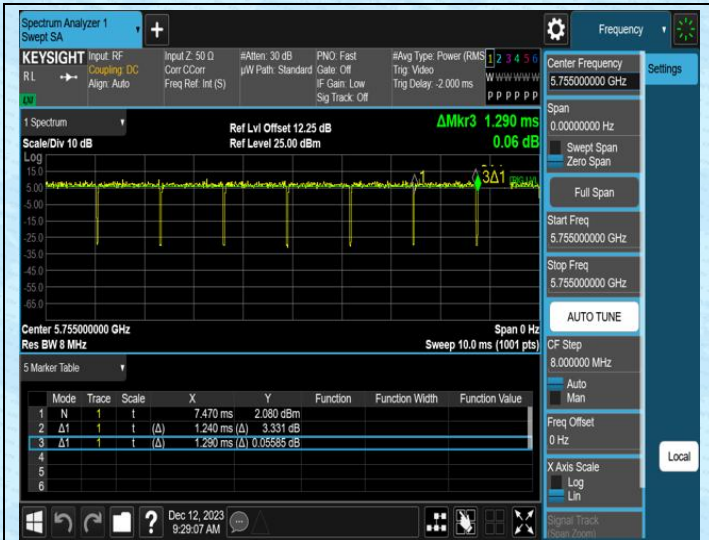 Spectrum Analyzer 1
Swept SA
+
Frequency
KEYSIGHT
RL
Input: RF
Coupling: DC
Align: Auto
Input Z: 50 Ω
Corr CCorr
Freq Ref: Int (S)
#Atten: 30 dB
µW Path: Standard
PNO: Fast
Gate: Off
IF Gain: Low
Sig Track: Off
#Avg Type: Power (RMS
Trig: Video
Trig Delay: -2.000 ms
1 2 3 4 5 6
W W W W W W
P P P P P P
1 Spectrum
Scale/Div 10 dB
Ref Lvl Offset 12.25 dB
Ref Level 25.00 dBm
ΔMkr3 1.290 ms
0.06 dB
Log
15.0
5.00
-5.00
-15.0
-25.0
-35.0
-45.0
-55.0
-65.0
1
3Δ1
Center 5.755000000 GHz
Res BW 8 MHz
Span 0 Hz
Sweep 10.0 ms (1001 pts)
5 Marker Table
Mode Trace Scale X Y Function Function Width Function Value
1 N 1 t 7.470 ms 2.080 dBm
2 Δ1 1 t (Δ) 1.240 ms (Δ) 3.331 dB
3 Δ1 1 t (Δ) 1.290 ms (Δ) 0.05585 dB
4
5
6
?
Dec 12, 2023
9:29:07 AM
Center Frequency
5.755000000 GHz
Span
0.00000000 Hz
Swept Span
Zero Span
Full Span
Start Freq
5.755000000 GHz
Stop Freq
5.755000000 GHz
AUTO TUNE
CF Step
8.000000 MHz
Auto
Man
Freq Offset
0 Hz
X Axis Scale
Log
Lin
Signal Track
(Span Zoom)
Settings
Local